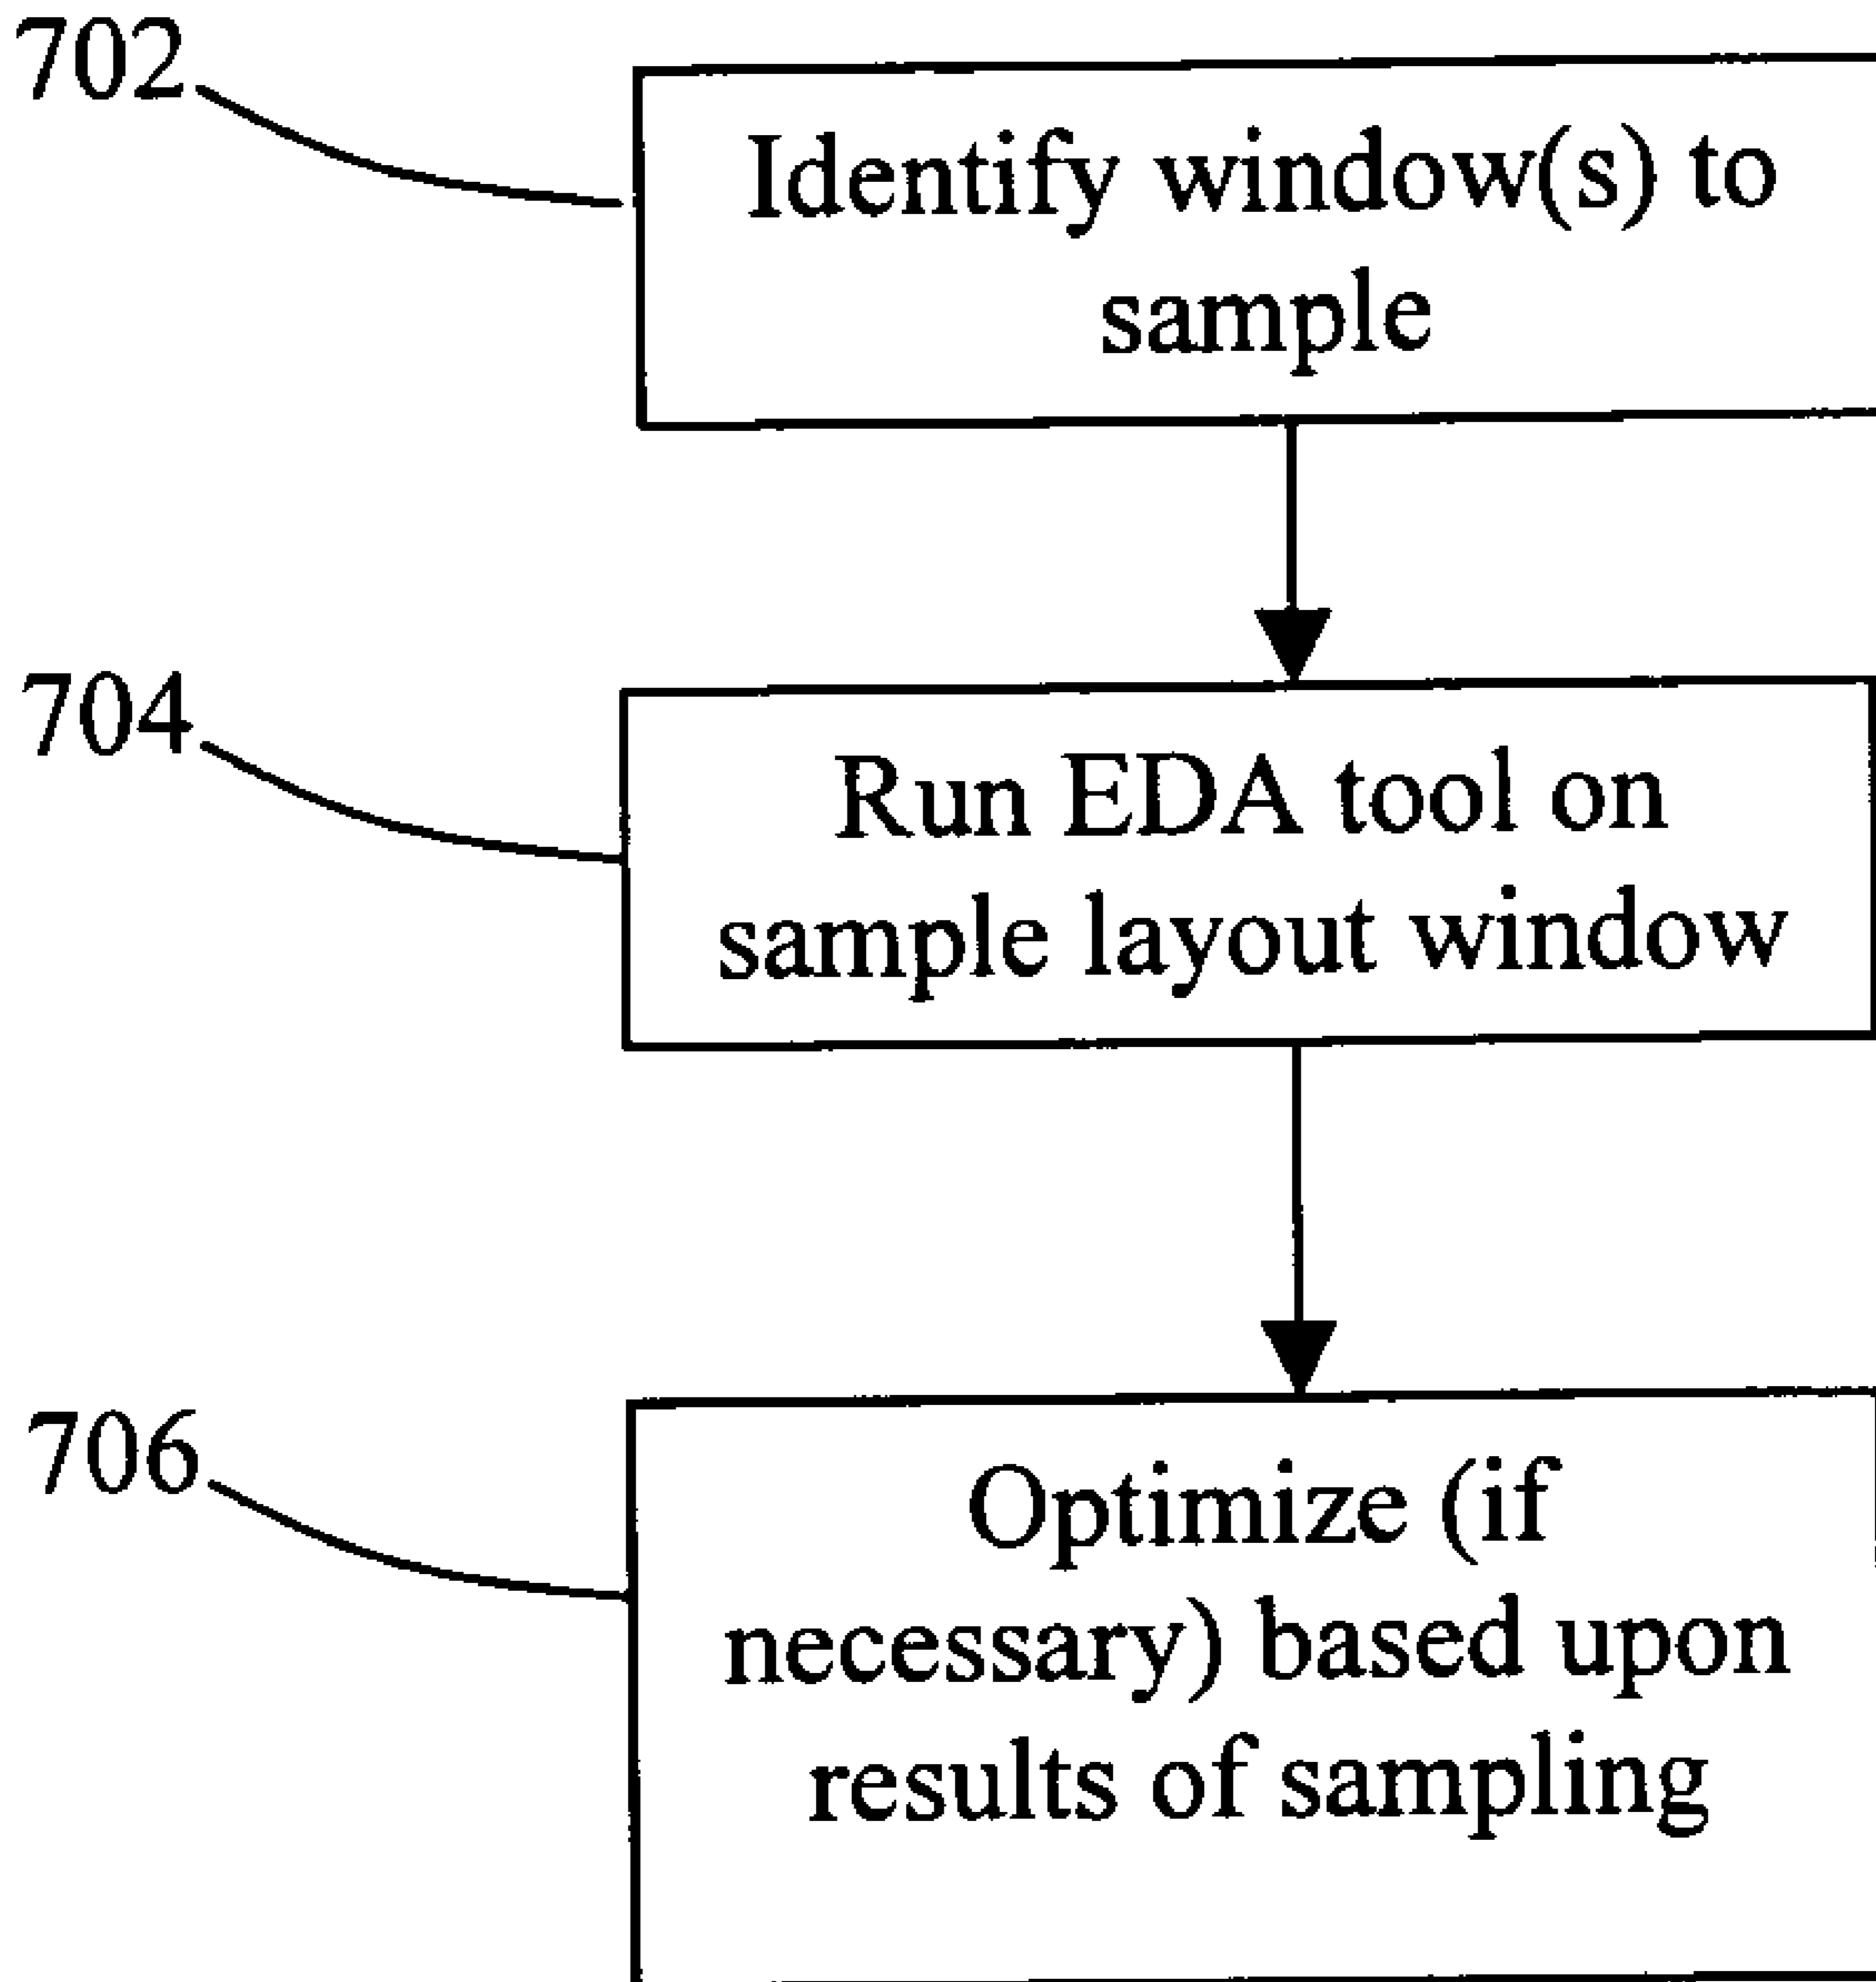 702
Identify window(s) to
sample
704
Run EDA tool on
sample layout window
706
Optimize (if
necessary) based upon
results of sampling